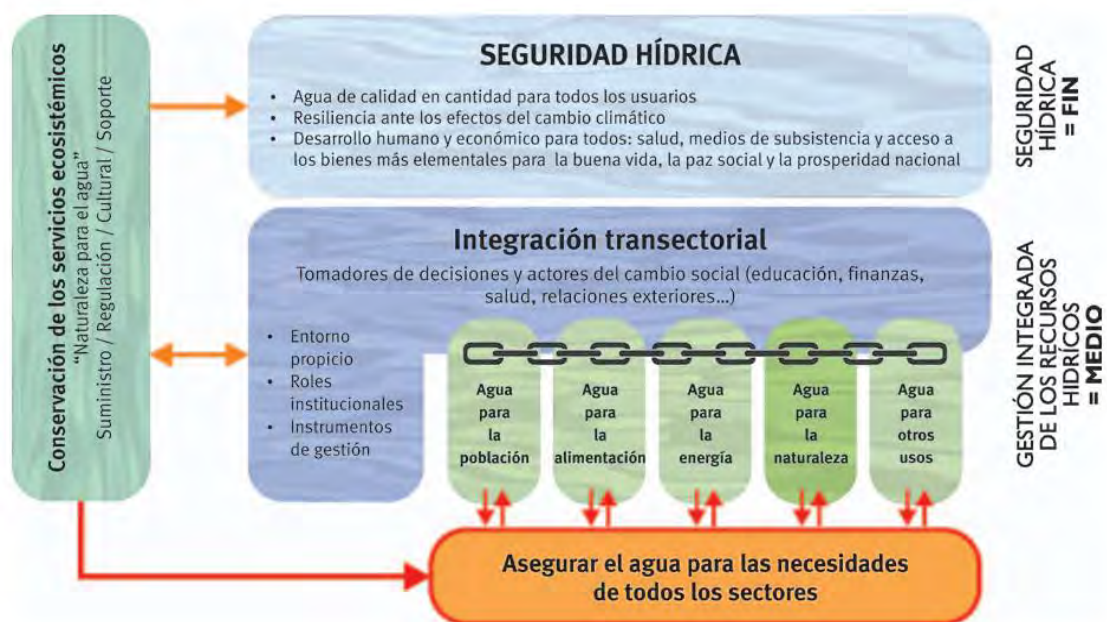 Conservación de los servicios ecosistémicos
“Naturaleza para el agua”
Suministro / Regulación / Cultural / Soporte
SEGURIDAD HÍDRICA
• Agua de calidad en cantidad para todos los usuarios
• Resiliencia ante los efectos del cambio climático
• Desarrollo humano y económico para todos: salud, medios de subsistencia y acceso a
los bienes más elementales para la buena vida, la paz social y la prosperidad nacional
SEGURIDAD
HÍDRICA
= FIN
Integración transectorial
Tomadores de decisiones y actores del cambio social (educación, finanzas,
salud, relaciones exteriores...)
• Entorno
propicio
• Roles
institucionales
• Instrumentos
de gestión
Agua
para
la
población
Agua
para
la
alimentación
Agua
para
la
energía
Agua
para
la
naturaleza
Agua
para
otros
usos
GESTIÓN INTEGRADA
DE LOS RECURSOS
HÍDRICOS
= MEDIO
Asegurar el agua para las necesidades
de todos los sectores